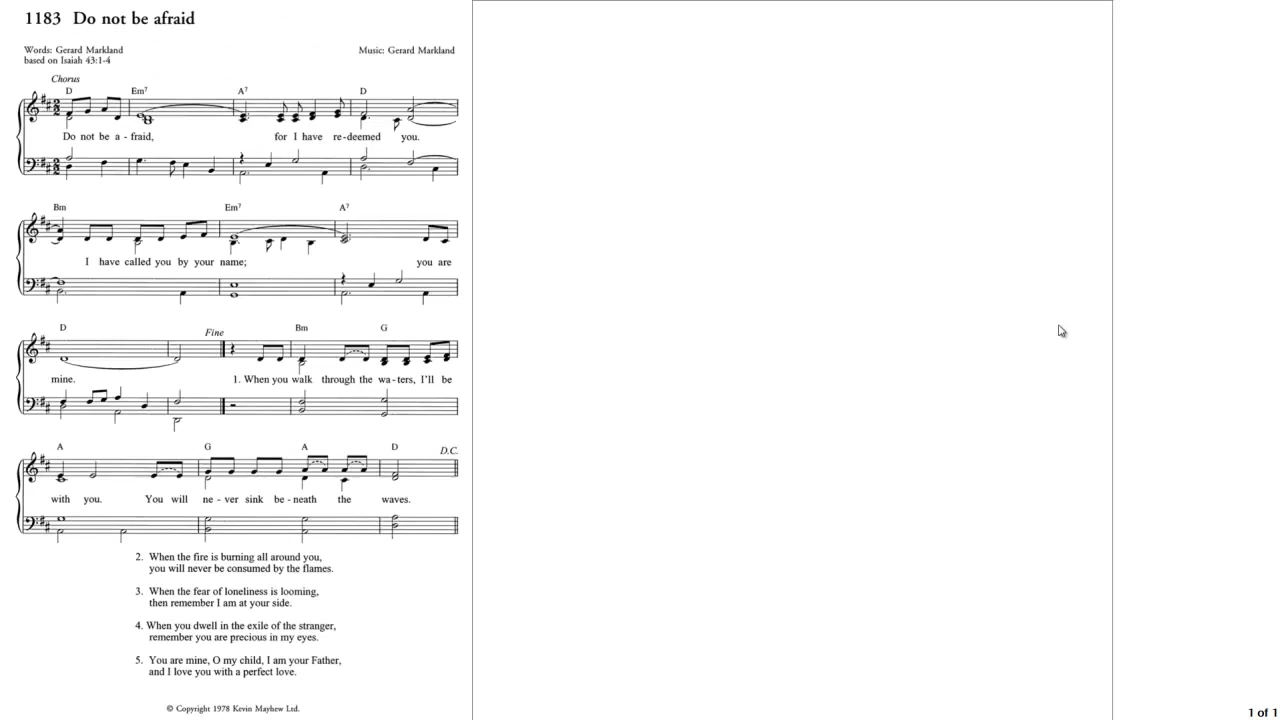 1183 Do not be afraid
Words: Gerard Markland
based on Isaiah 43:1-4
Music: Gerard Markland
Chorus
D Em7 A7 D
Do not be a - fraid, for I have re - deemed you.
Bm Em7 A7
I have called you by your name; you are
D Fine Bm G
mine. 1. When you walk through the wa - ters, I'll be
A G A D D.C.
with you. You will ne - ver sink be - neath the waves.
2. When the fire is burning all around you,
you will never be consumed by the flames.
3. When the fear of loneliness is looming,
then remember I am at your side.
4. When you dwell in the exile of the stranger,
remember you are precious in my eyes.
5. You are mine, O my child, I am your Father,
and I love you with a perfect love.
© Copyright 1978 Kevin Mayhew Ltd.
1 of 1